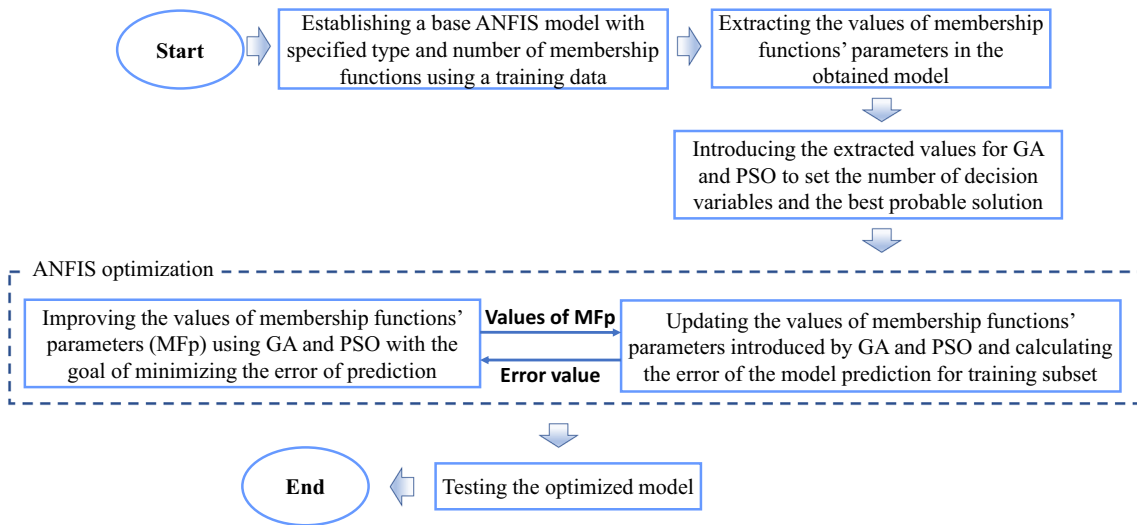 Start
Establishing a base ANFIS model with
specified type and number of membership
functions using a training data
Extracting the values of membership
functions’ parameters in the
obtained model
Introducing the extracted values for GA
and PSO to set the number of decision
variables and the best probable solution
ANFIS optimization
Improving the values of membership functions’
parameters (MFp) using GA and PSO with the
goal of minimizing the error of prediction
Values of MFp
Error value
Updating the values of membership functions’
parameters introduced by GA and PSO and calculating
the error of the model prediction for training subset
Testing the optimized model
End